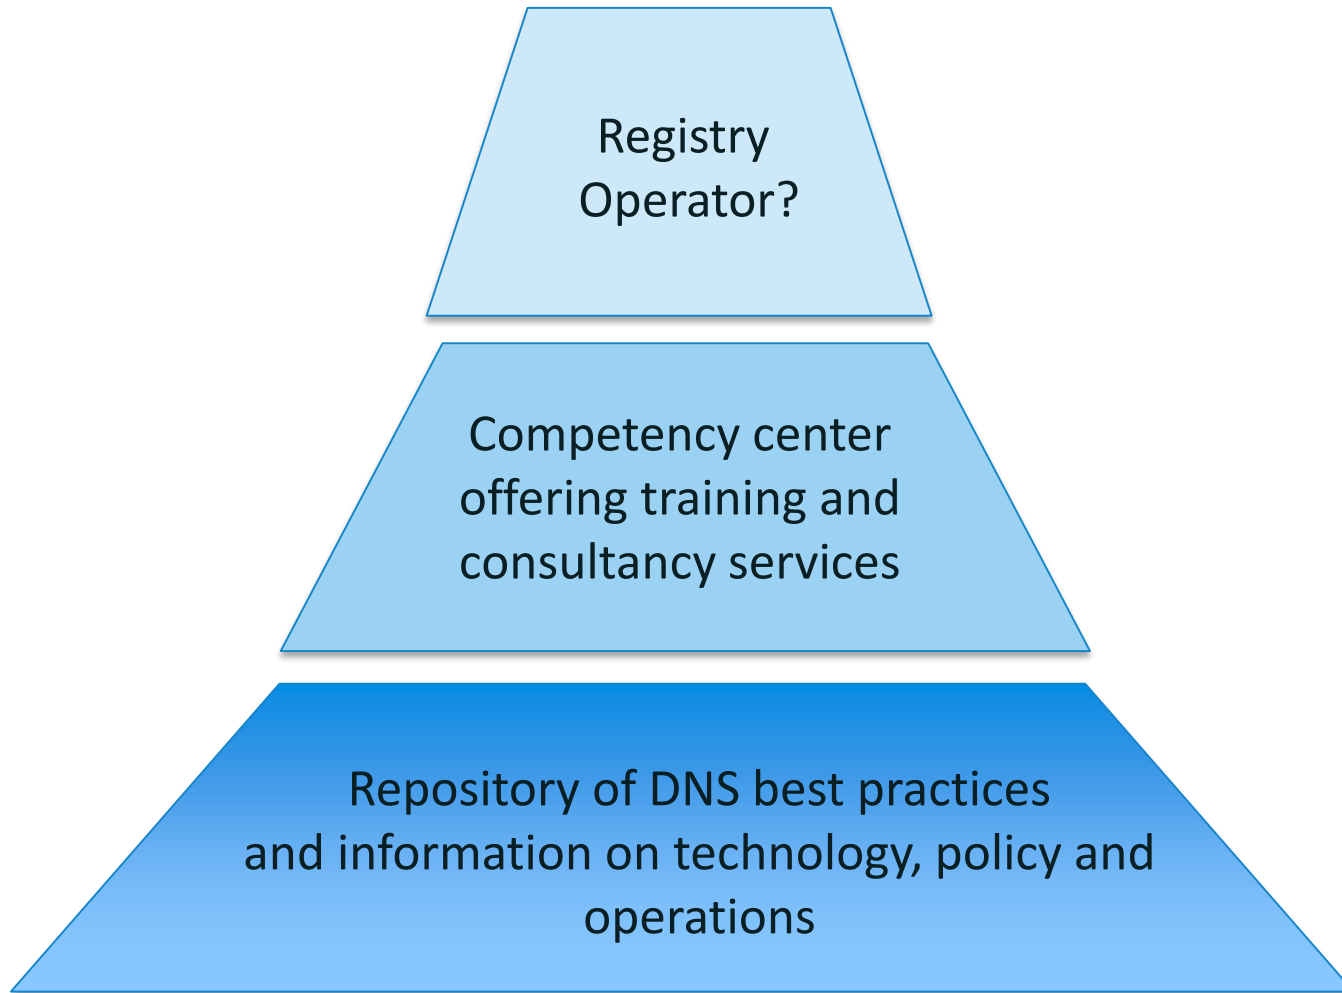 Registry
Operator?
Competency center
offering training and
consultancy services
Repository of DNS best practices
and information on technology, policy and
operations